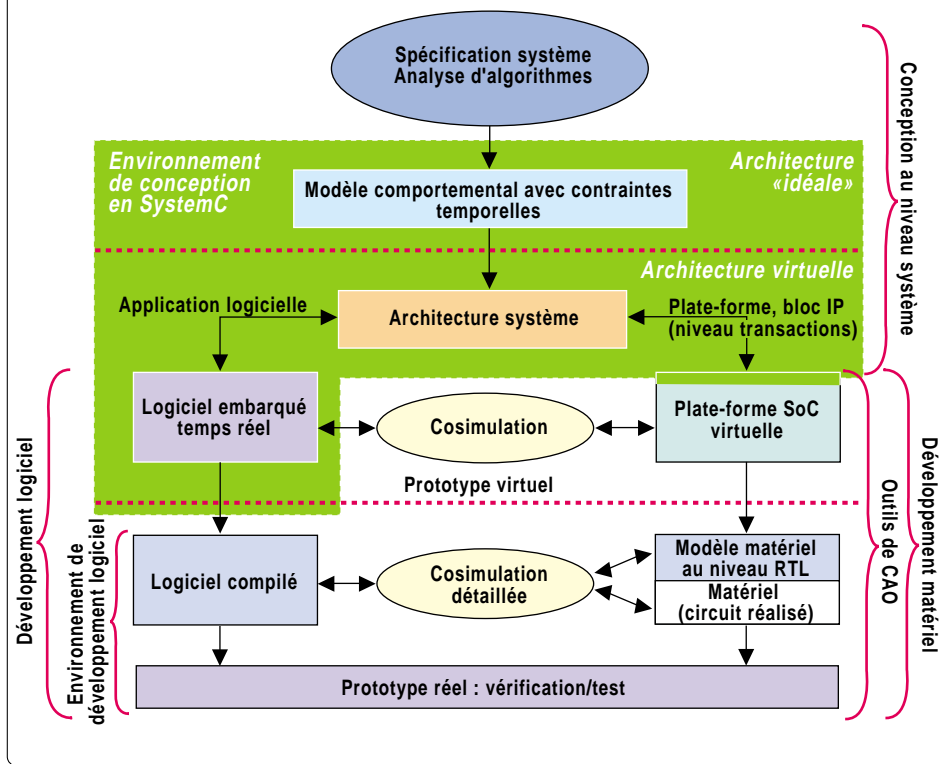 Spécification système
Analyse d'algorithmes
Environnement
de conception
en SystemC
Architecture
«idéale»
Modèle comportemental avec contraintes
temporelles
Architecture virtuelle
Application logicielle
Architecture système
Plate-forme, bloc IP
(niveau transactions)
Conception au niveau système
Logiciel embarqué
temps réel
Cosimulation
Plate-forme SoC
virtuelle
Prototype virtuel
Logiciel compilé
Cosimulation
détaillée
Modèle matériel
au niveau RTL
Matériel
(circuit réalisé)
Prototype réel : vérification/test
Développement logiciel
Environnement de
développement logiciel
Outils de CAO
Développement matériel